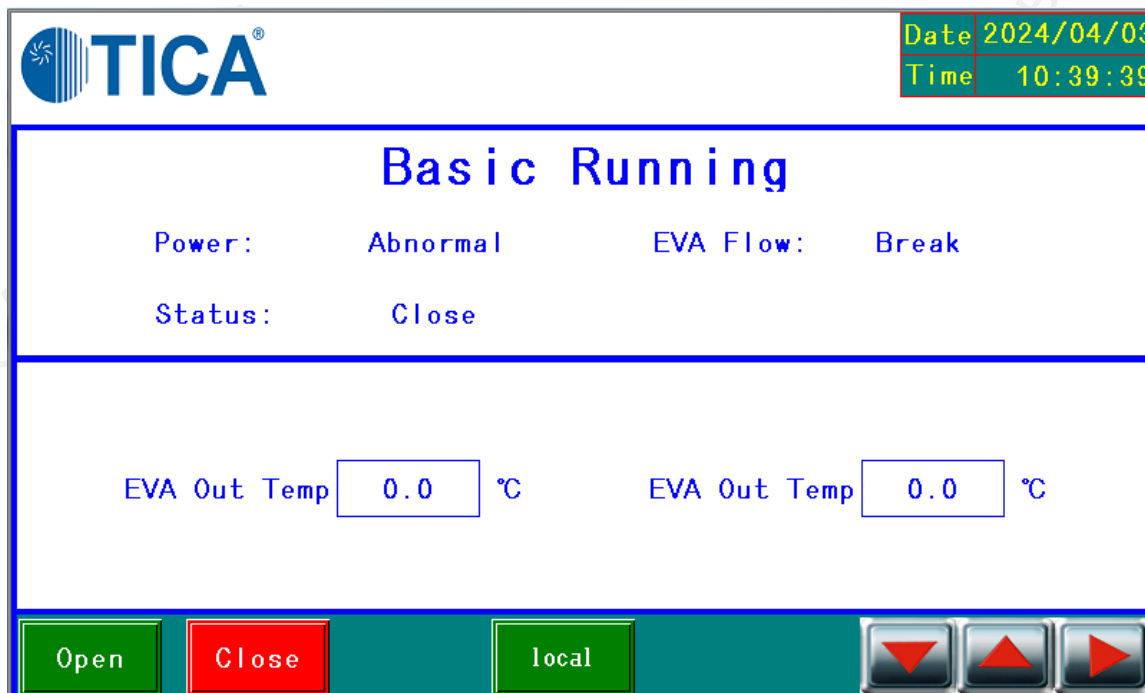 TICA®
Date 2024/04/03
Time 10:39:39
Basic Running
Power: Abnormal EVA Flow: Break
Status: Close
EVA Out Temp 0.0 ℃ EVA Out Temp 0.0 ℃
Open Close local